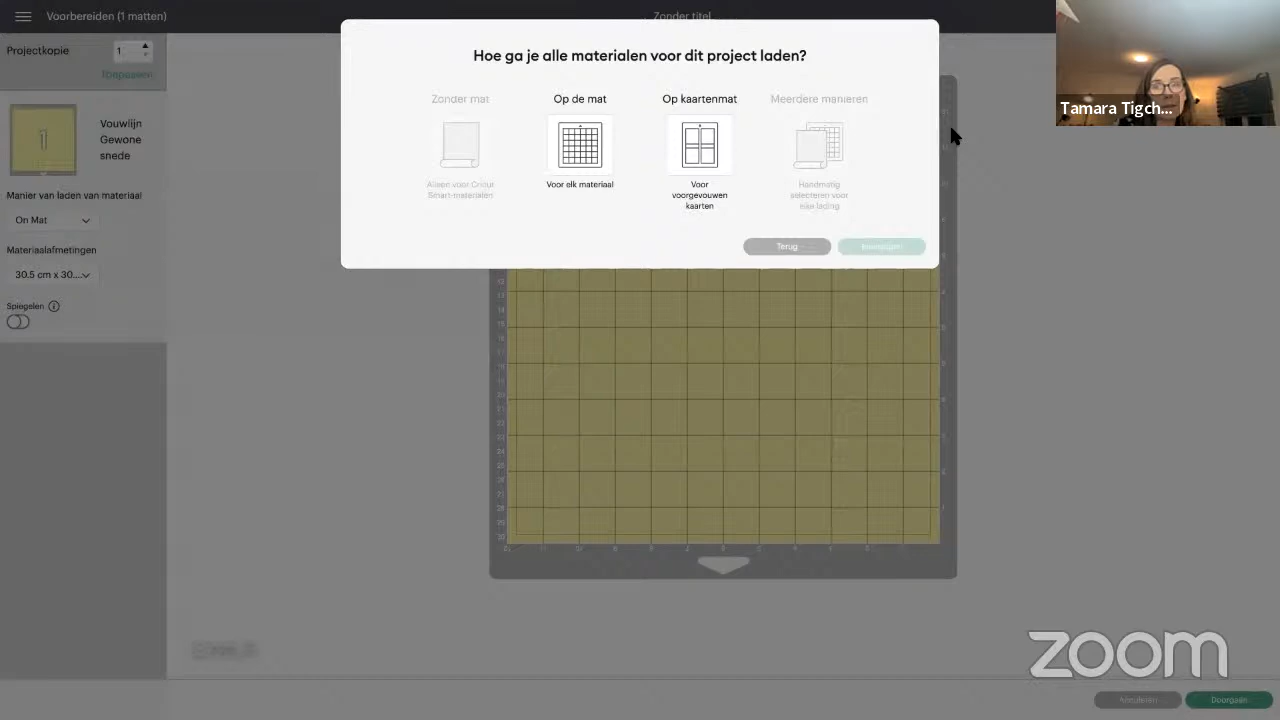 Voorbereiden (1 matten)
Zonder titel
Projectkopie
1
Toepassen
1
Vouwlijn
Gewone
snede
Manier van laden van materiaal
On Mat
Materiaalafmetingen
30.5 cm x 30....
Spiegelen
Hoe ga je alle materialen voor dit project laden?
Zonder mat
Alleen voor Cricut
Smart-materialen
Op de mat
Voor elk materiaal
Op kaartenmat
Voor
voorgevouwen
kaarten
Meerdere manieren
Handmatig
selecteren voor
elke lading
Terug
Tamara Tigch...
zoom
Annuleren
Doorgaan